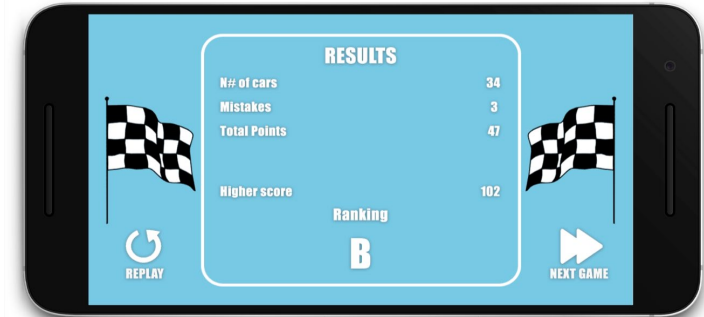 RESULTS
N# of cars 34
Mistakes 3
Total Points 47
Higher score 102
Ranking
B
REPLAY
NEXT GAME